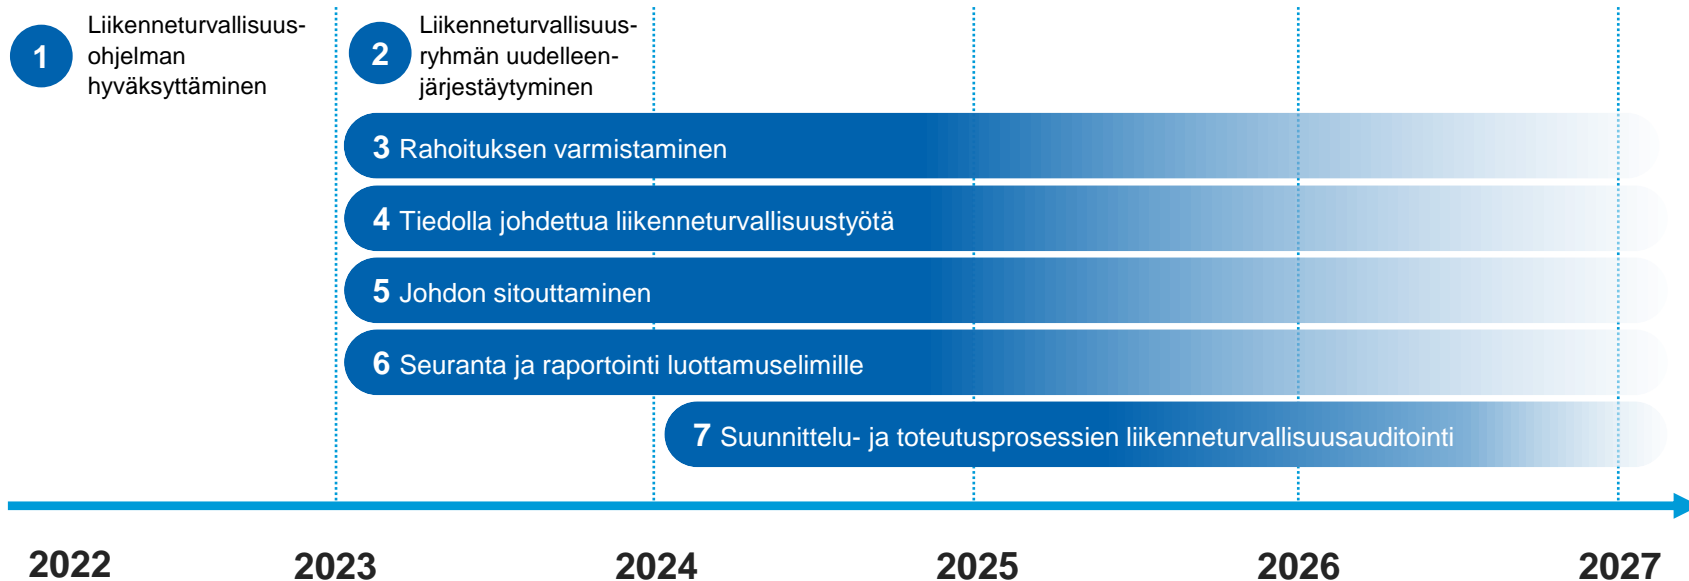 1
Liikenneturvallisuus-
ohjelman
hyväksyttäminen
2
Liikenneturvallisuus-
ryhmän uudelleen-
järjestäytyminen
3 Rahoituksen varmistaminen
4 Tiedolla johdettua liikenneturvallisuustyötä
5 Johdon sitouttaminen
6 Seuranta ja raportointi luottamuselimille
7 Suunnittelu- ja toteutusprosessien liikenneturvallisuusauditointi
2022 2023 2024 2025 2026 2027